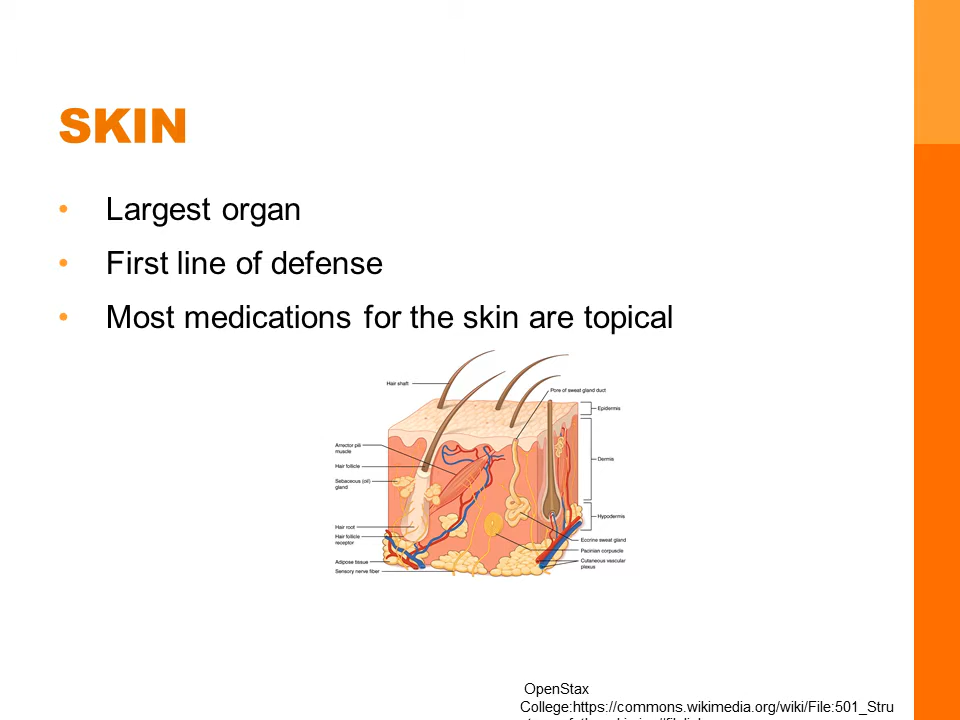 SKIN
• Largest organ
• First line of defense
• Most medications for the skin are topical
Hair shaft
Pore of sweat gland duct
Epidermis
Arrector pili
muscle
Dermis
Hair follicle
Sebaceous (oil)
gland
Hypodermis
Hair root
Hair follicle
receptor
Eccrine sweat gland
Pacinian corpuscle
Adipose tissue
Cutaneous vascular
plexus
Sensory nerve fiber
OpenStax
College:https://commons.wikimedia.org/wiki/File:501_Stru